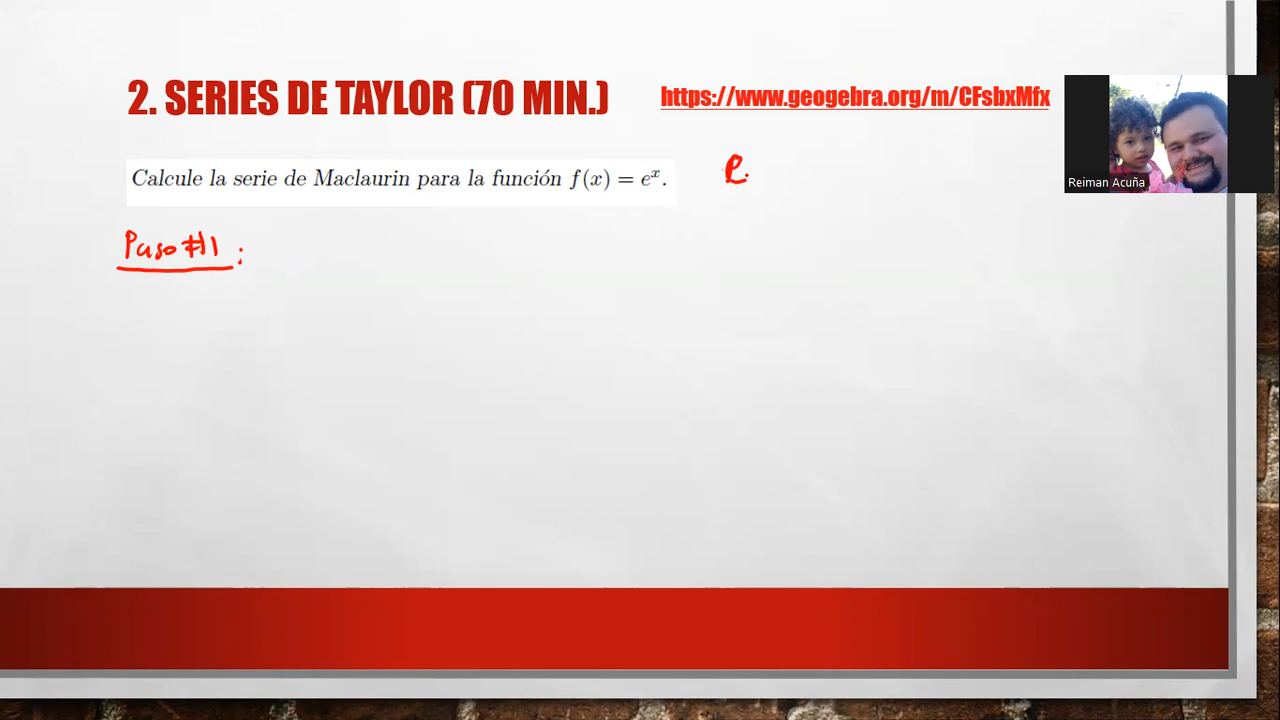 2. SERIES DE TAYLOR (70 MIN.)
https://www.geogebra.org/m/CFsbxMfx
Calcule la serie de Maclaurin para la función f(x) = eˣ.
e
Reiman Acuña
Paso #1: